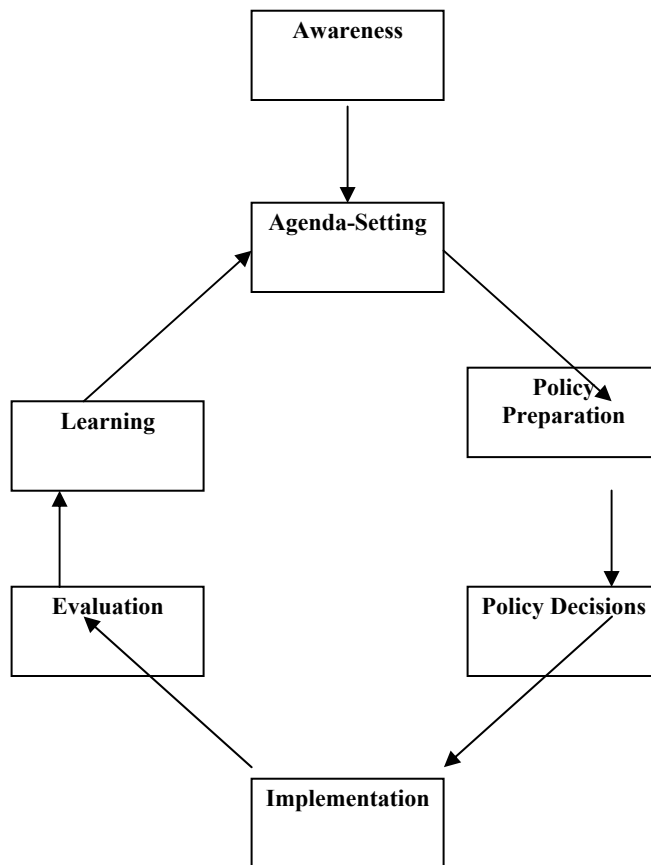 Awareness
Agenda-Setting
Policy
Preparation
Learning
Evaluation
Policy Decisions
Implementation